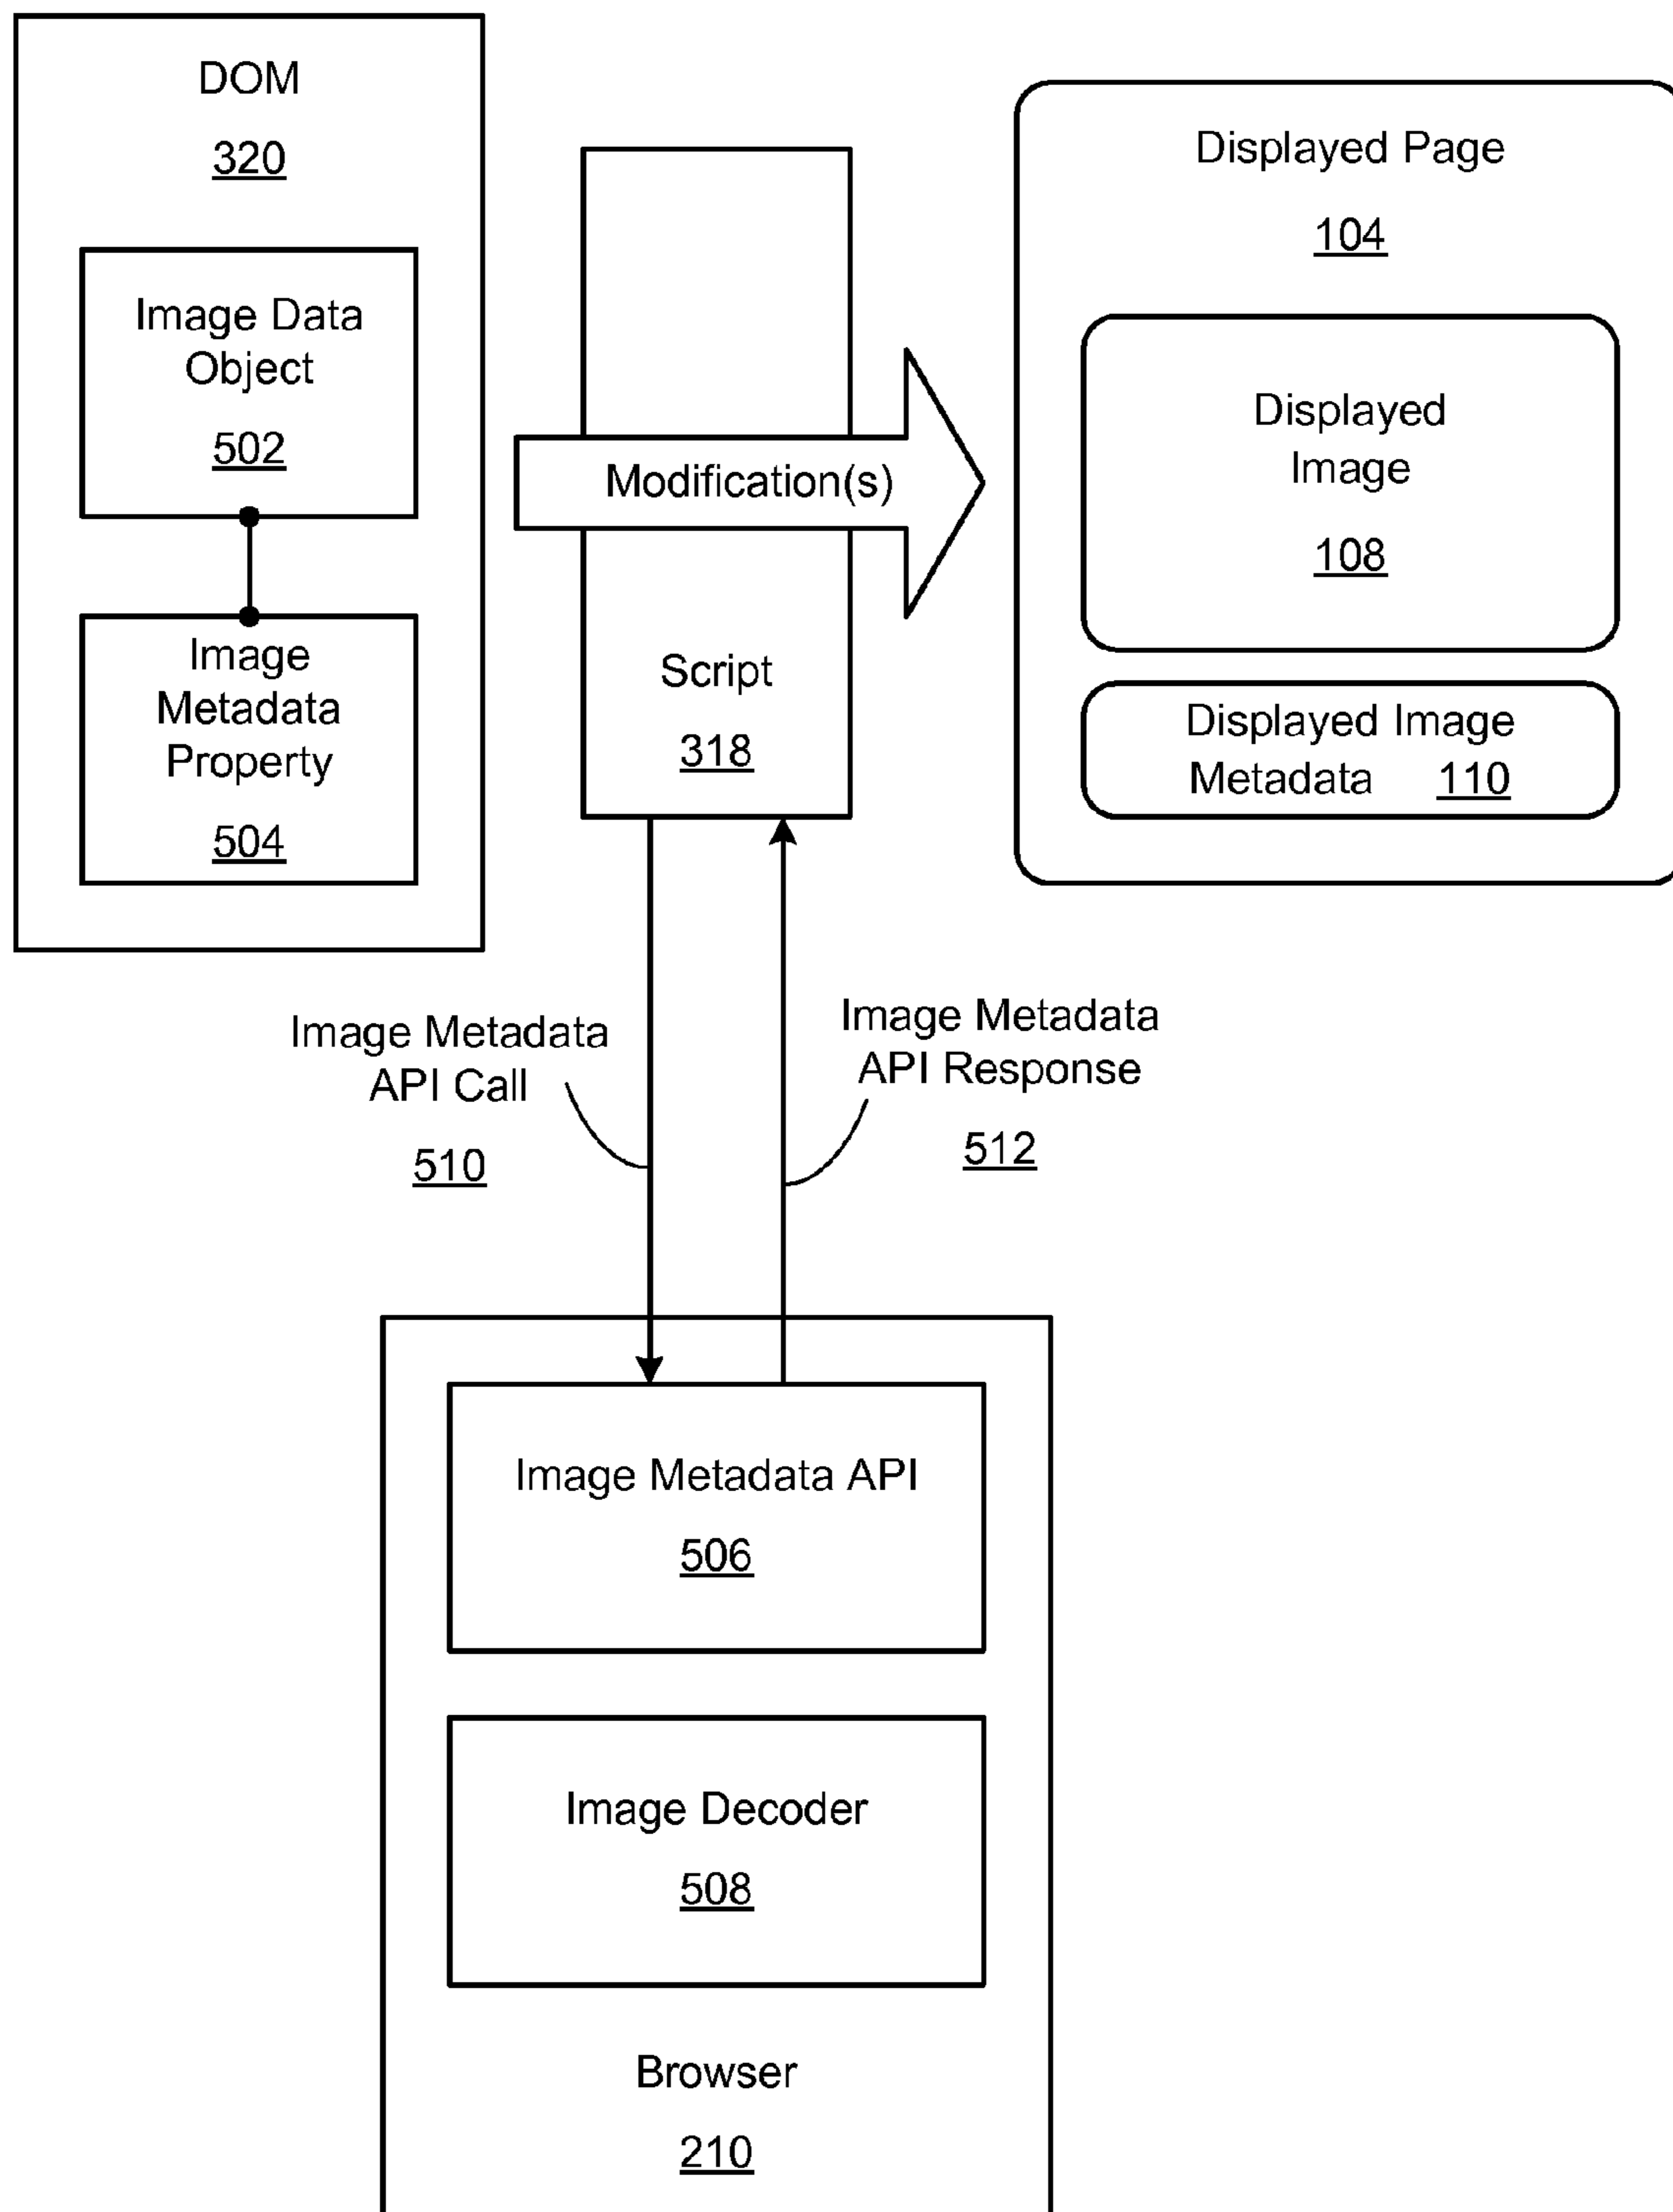 DOM
320
Image Data
Object
502
Image
Metadata
Property
504
Modification(s)
Script
318
Displayed Page
104
Displayed
Image
108
Displayed Image
Metadata 110
Image Metadata
API Call
510
Image Metadata
API Response
512
Image Metadata API
506
Image Decoder
508
Browser
210